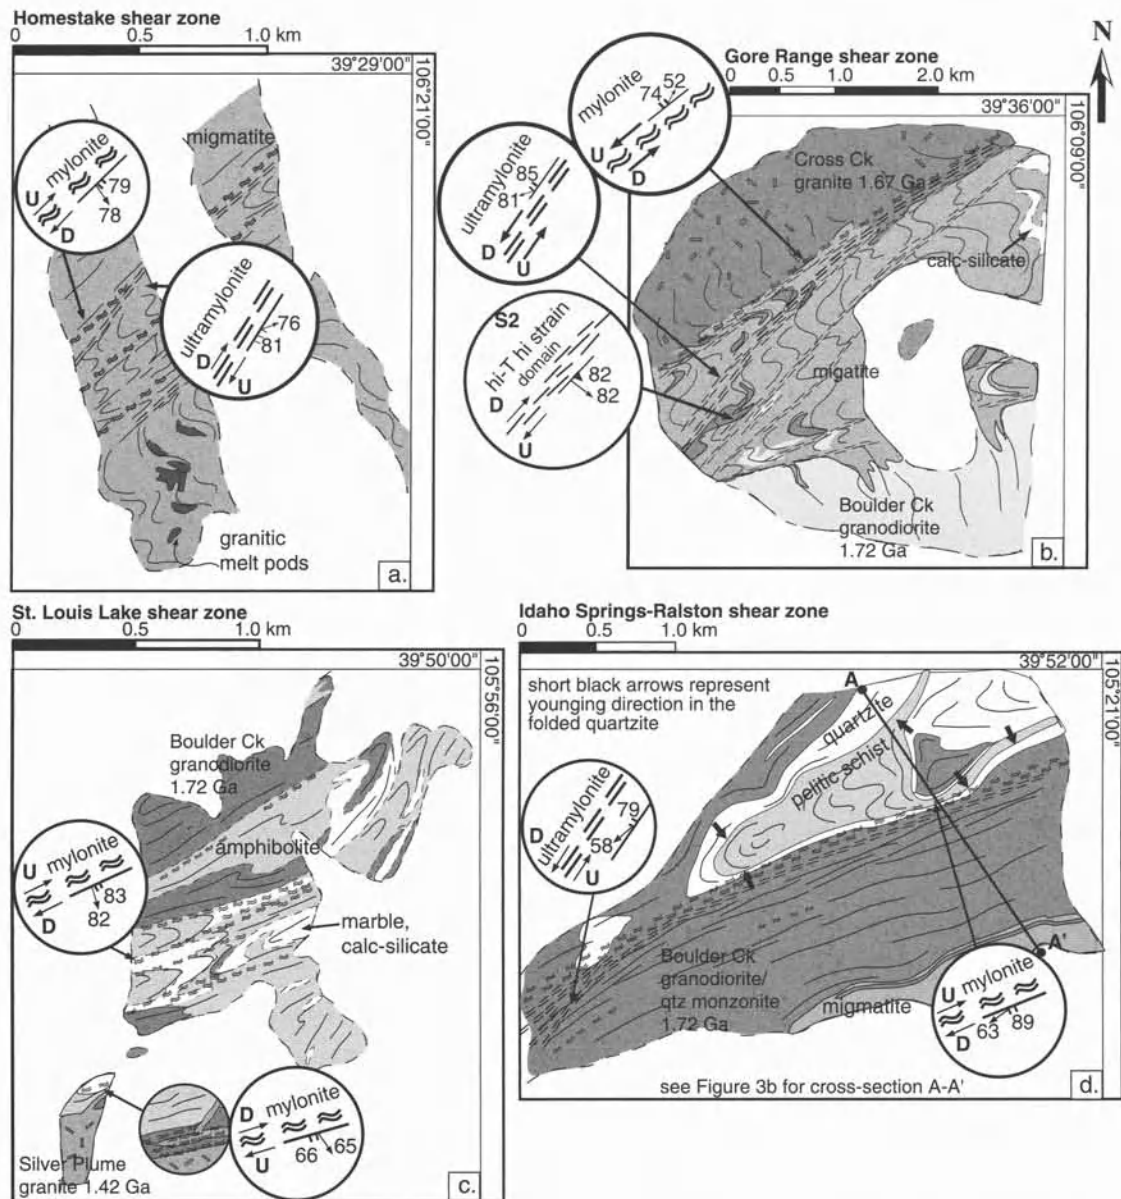 Homestake shear zone
0 0.5 1.0 km
39°29'00"
106°21'00"
migmatite
mylonite
79
78
U
D
ultramylonite
76
81
D
U
granitic
melt pods
a.
N
Gore Range shear zone
0 0.5 1.0 2.0 km
39°36'00"
106°09'00"
mylonite
74 52
U
D
ultramylonite
85
81
D
U
S2
hi-T hi strain
domain
82
82
D
U
Cross Ck
granite 1.67 Ga
calc-silicate
migatite
Boulder Ck
granodiorite
1.72 Ga
b.
St. Louis Lake shear zone
0 0.5 1.0 km
39°50'00"
105°56'00"
Boulder Ck
granodiorite
1.72 Ga
amphibolite
U mylonite
83
D 82
marble,
calc-silicate
D mylonite
U 66 65
Silver Plume
granite 1.42 Ga
c.
Idaho Springs-Ralston shear zone
0 0.5 1.0 km
39°52'00"
105°21'00"
short black arrows represent
younging direction in the
folded quartzite
A
quartzite
pelitic schist
D
ultramylonite
79
58
U
Boulder Ck
granodiorite/
qtz monzonite
1.72 Ga
migmatite
A'
U mylonite
63 89
D
see Figure 3b for cross-section A-A'
d.